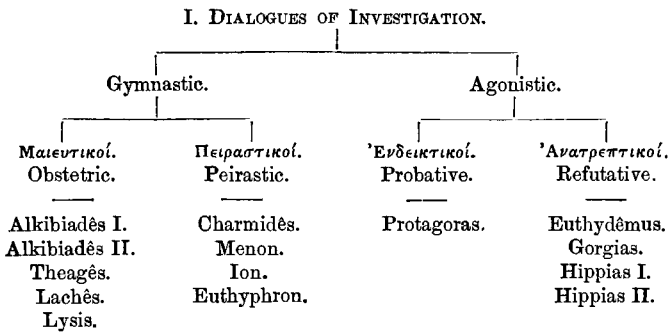 I. DIALOGUES OF INVESTIGATION.
Gymnastic. Agonistic.
Μαιευτικοί. Πειραστικοί. Ἐνδεικτικοί. Ἀνατρεπτικοί.
Obstetric. Peirastic. Probative. Refutative.
Alkibiadês I. Charmidês. Protagoras. Euthydêmus.
Alkibiadês II. Menon. Gorgias.
Theagês. Ion. Hippias I.
Lachês. Euthyphron. Hippias II.
Lysis.